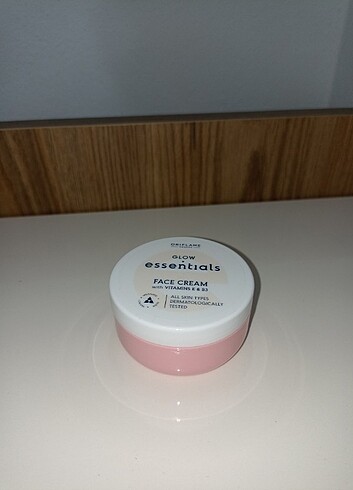 ORIFLAME
GLOW
essentials
FACE CREAM
with VITAMINS E & B3
ALL SKIN TYPES
DERMATOLOGICALLY
TESTED